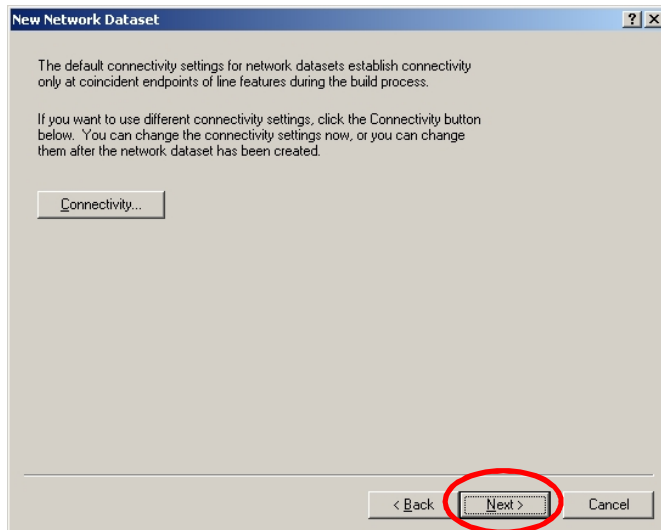 New Network Dataset
The default connectivity settings for network datasets establish connectivity
only at coincident endpoints of line features during the build process.
If you want to use different connectivity settings, click the Connectivity button
below. You can change the connectivity settings now, or you can change
them after the network dataset has been created.
Connectivity...
< Back
Next >
Cancel